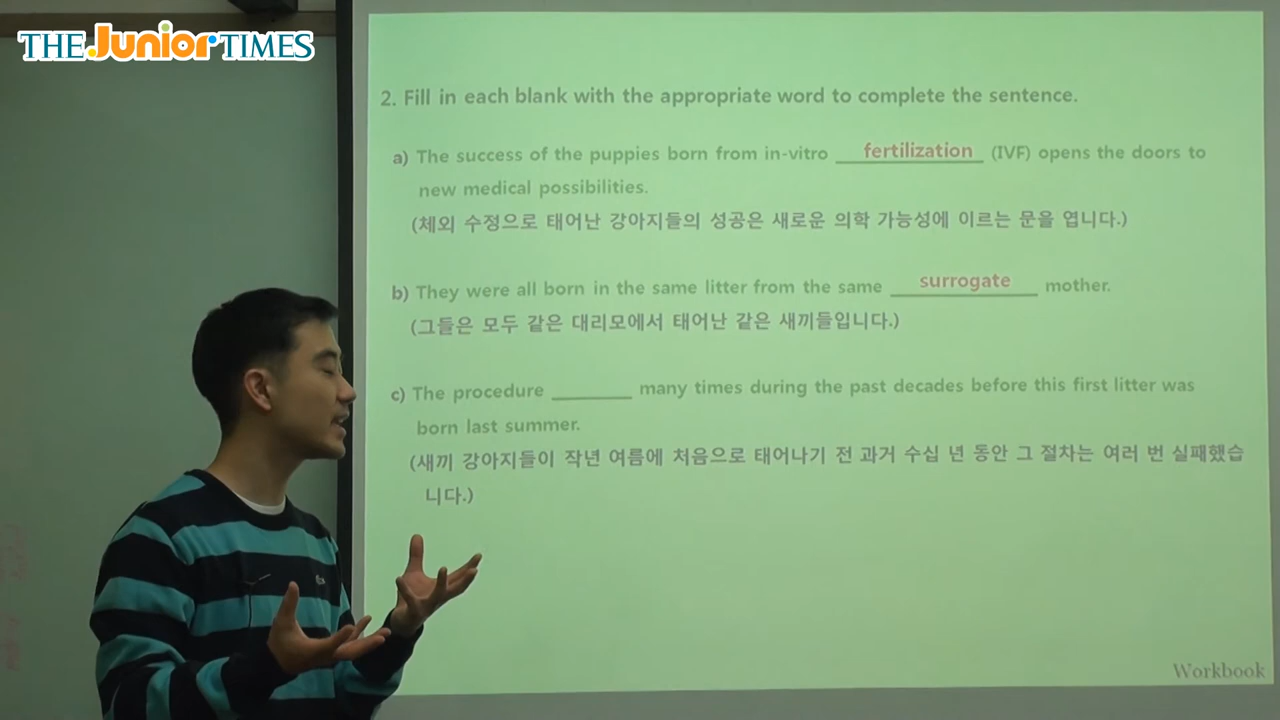 THE Junior TIMES
2. Fill in each blank with the appropriate word to complete the sentence.
a) The success of the puppies born from in-vitro fertilization (IVF) opens the doors to
new medical possibilities.
(체외 수정으로 태어난 강아지들의 성공은 새로운 의학 가능성에 이르는 문을 엽니다.)
b) They were all born in the same litter from the same surrogate mother.
(그들은 모두 같은 대리모에서 태어난 같은 새끼들입니다.)
c) The procedure ________ many times during the past decades before this first litter was
born last summer.
(새끼 강아지들이 작년 여름에 처음으로 태어나기 전 과거 수십 년 동안 그 절차는 여러 번 실패했습
니다.)
Workbook